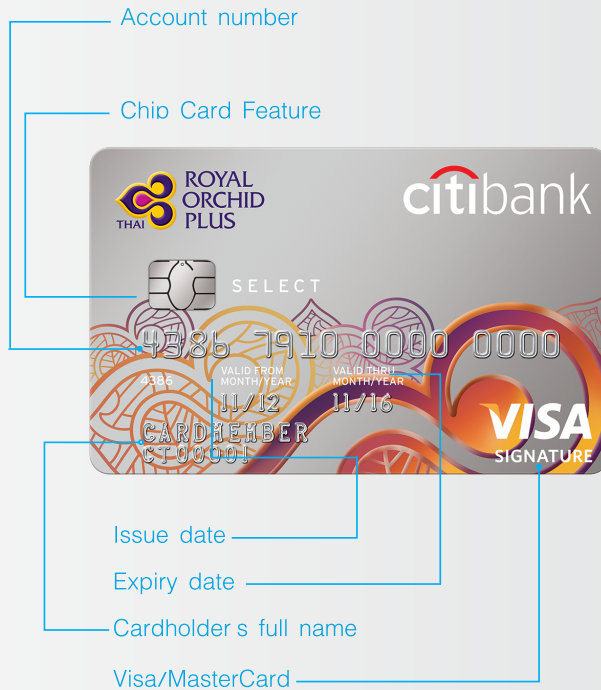 Account number
Chip Card Feature
ROYAL
ORCHID
PLUS
THAI
citibank
SELECT
4386 7910 0000 0000
4386
VALID FROM
MONTH/YEAR
VALID THRU
MONTH/YEAR
11/12
11/16
CARDMEMBER
CT00001
VISA
SIGNATURE
Issue date
Expiry date
Cardholder s full name
Visa/MasterCard